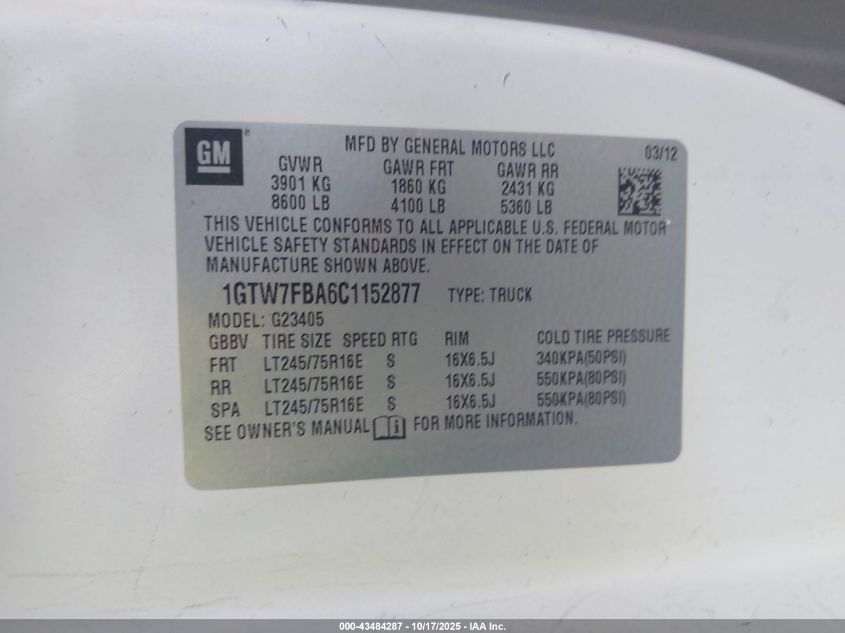 GM®
MFD BY GENERAL MOTORS LLC 03/12
GVWR GAWR FRT GAWR RR
3901 KG 1860 KG 2431 KG
8600 LB 4100 LB 5360 LB
THIS VEHICLE CONFORMS TO ALL APPLICABLE U.S. FEDERAL MOTOR
VEHICLE SAFETY STANDARDS IN EFFECT ON THE DATE OF
MANUFACTURE SHOWN ABOVE.
1GTW7FBA6C1152877 TYPE: TRUCK
MODEL: G23405
GBBV TIRE SIZE SPEED RTG RIM COLD TIRE PRESSURE
FRT LT245/75R16E S 16X6.5J 340KPA(50PSI)
RR LT245/75R16E S 16X6.5J 550KPA(80PSI)
SPA LT245/75R16E S 16X6.5J 550KPA(80PSI)
SEE OWNER'S MANUAL i FOR MORE INFORMATION.
000-43484287 - 10/17/2025 - IAA Inc.